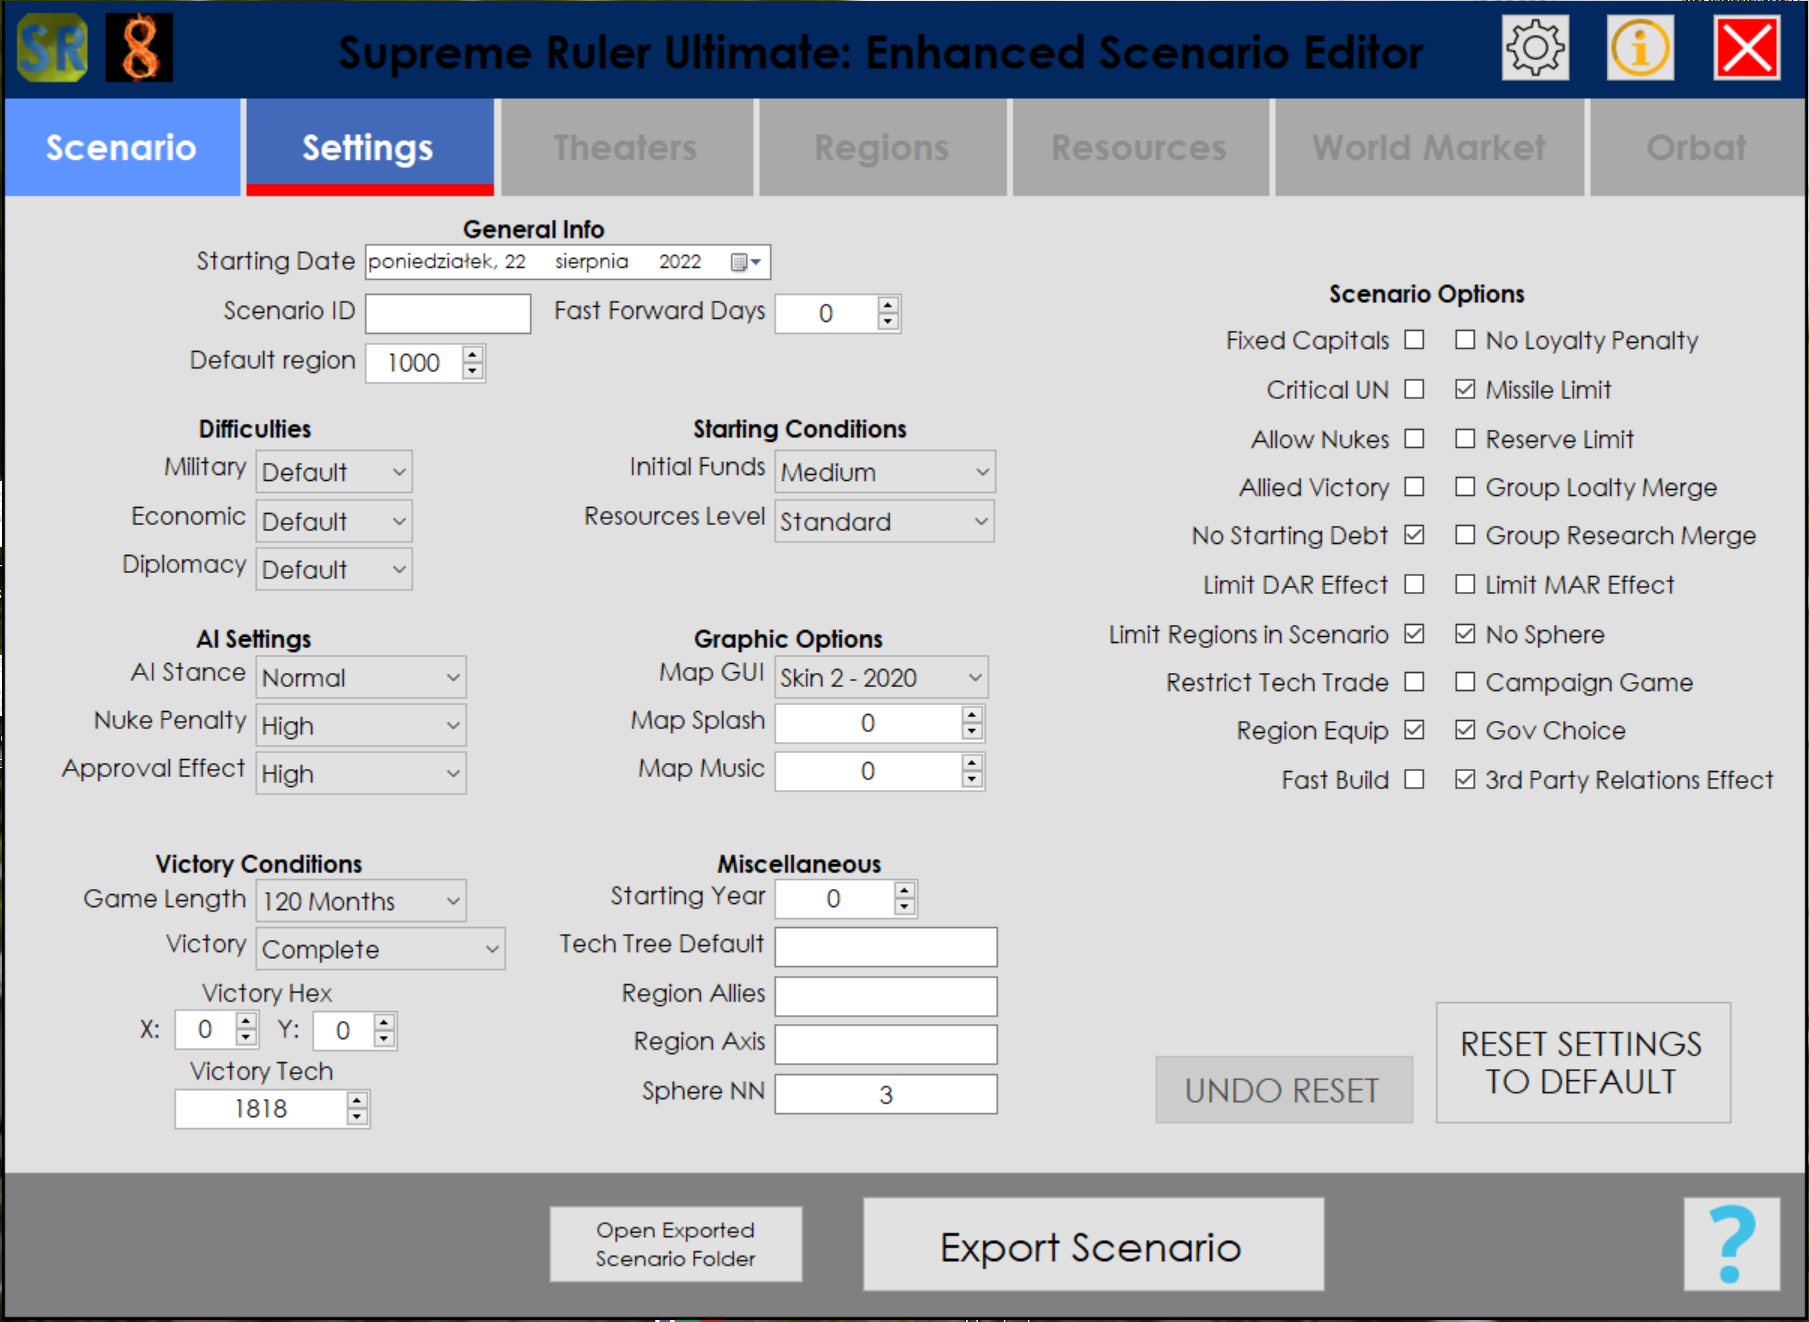 SR 8
Supreme Ruler Ultimate: Enhanced Scenario Editor
Scenario Settings Theaters Regions Resources World Market Orbat
General Info
Starting Date poniedziałek, 22 sierpnia 2022
Scenario ID Fast Forward Days 0
Default region 1000
Difficulties
Military Default
Economic Default
Diplomacy Default
Starting Conditions
Initial Funds Medium
Resources Level Standard
AI Settings
AI Stance Normal
Nuke Penalty High
Approval Effect High
Graphic Options
Map GUI Skin 2 - 2020
Map Splash 0
Map Music 0
Victory Conditions
Game Length 120 Months
Victory Complete
Victory Hex
X: 0 Y: 0
Victory Tech
1818
Miscellaneous
Starting Year 0
Tech Tree Default
Region Allies
Region Axis
Sphere NN 3
Scenario Options
Fixed Capitals No Loyalty Penalty
Critical UN Missile Limit
Allow Nukes Reserve Limit
Allied Victory Group Loalty Merge
No Starting Debt Group Research Merge
Limit DAR Effect Limit MAR Effect
Limit Regions in Scenario No Sphere
Restrict Tech Trade Campaign Game
Region Equip Gov Choice
Fast Build 3rd Party Relations Effect
UNDO RESET
RESET SETTINGS
TO DEFAULT
Open Exported
Scenario Folder
Export Scenario
?